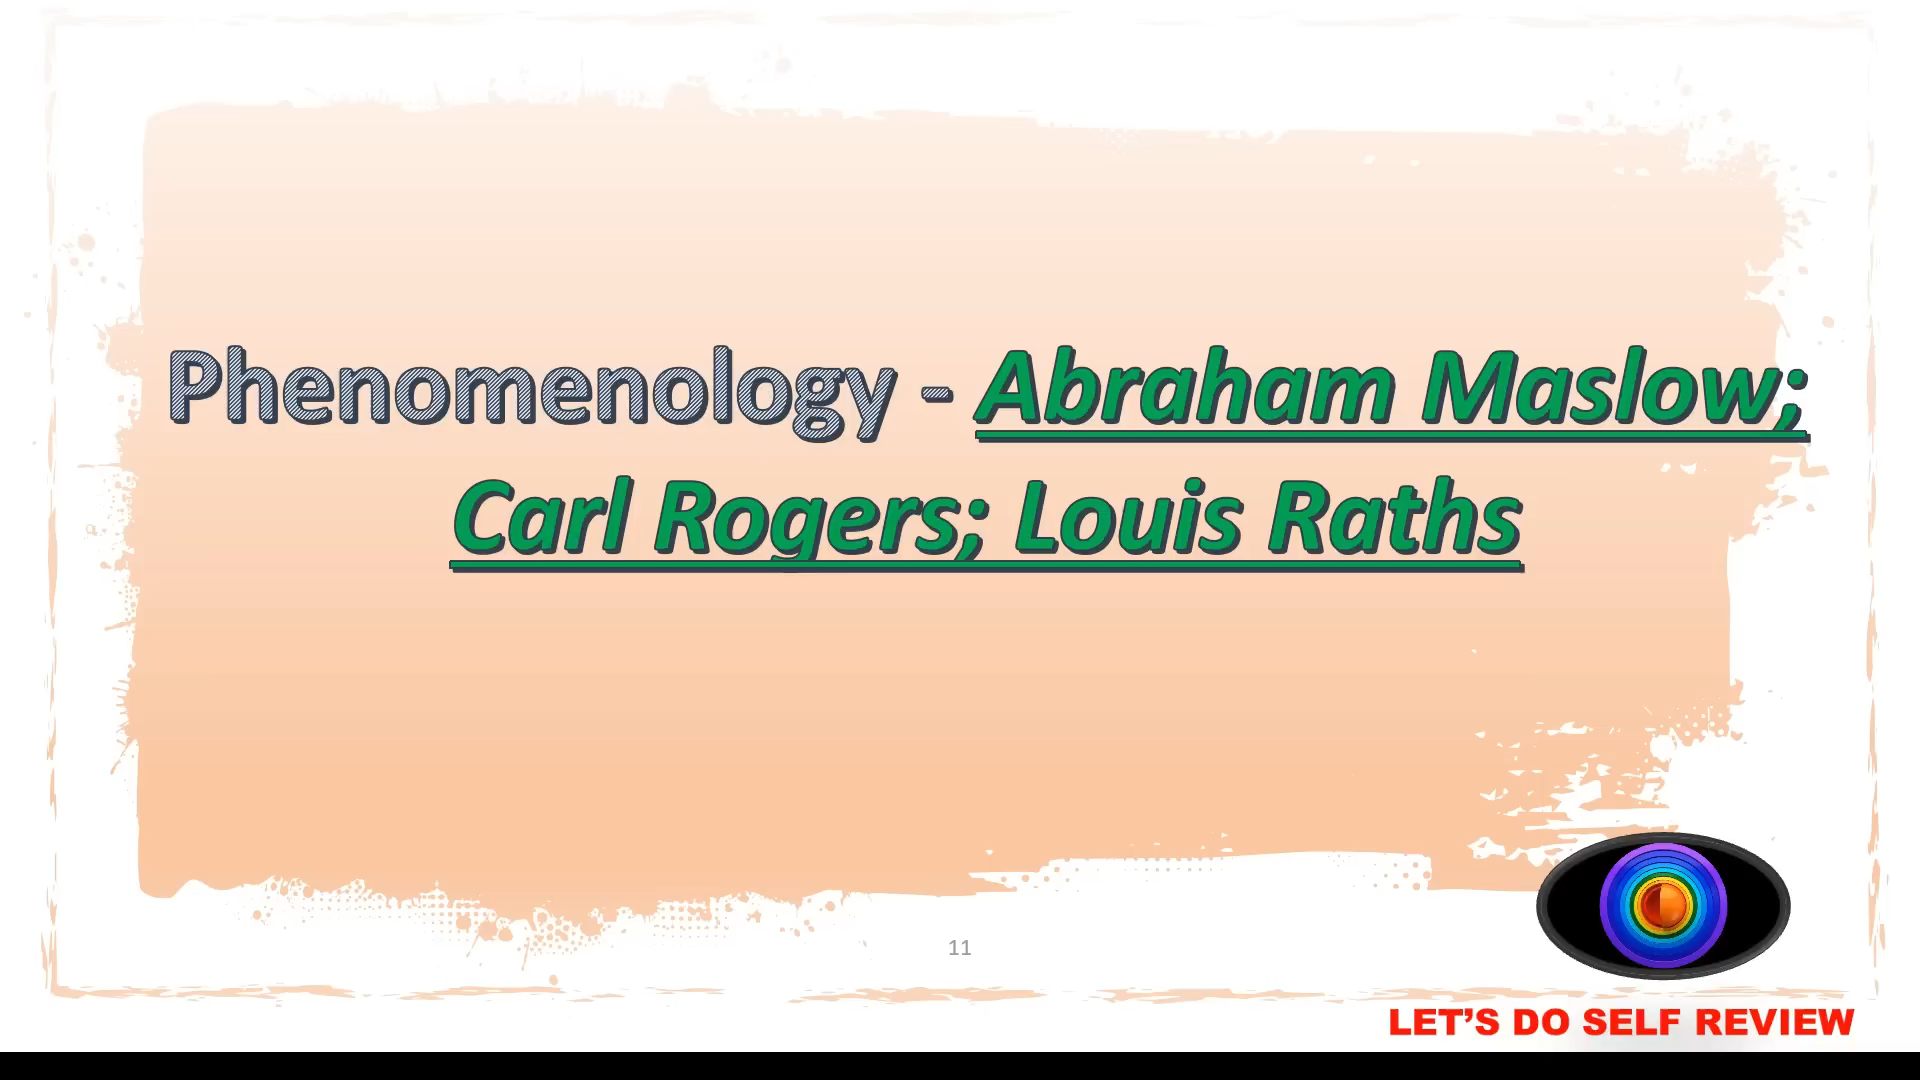 Phenomenology - Abraham Maslow;
Carl Rogers; Louis Raths
11
LET’S DO SELF REVIEW